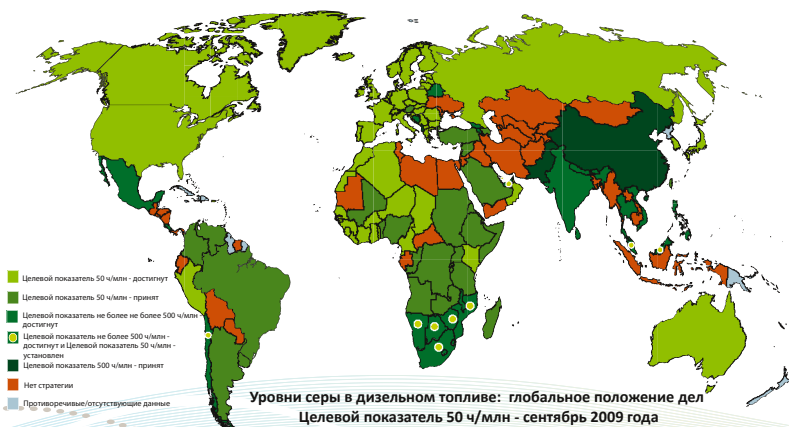 Целевой показатель 50 ч/млн - достигнут
Целевой показатель 50 ч/млн - принят
Целевой показатель не более не более 500 ч/млн -
достигнут
Целевой показатель не более 500 ч/млн -
достигнут и Целевой показатель 50 ч/млн -
установлен
Целевой показатель 500 ч/млн - принят
Нет стратегии
Противоречивые/отсутствующие данные
Уровни серы в дизельном топливе: глобальное положение дел
Целевой показатель 50 ч/млн - сентябрь 2009 года